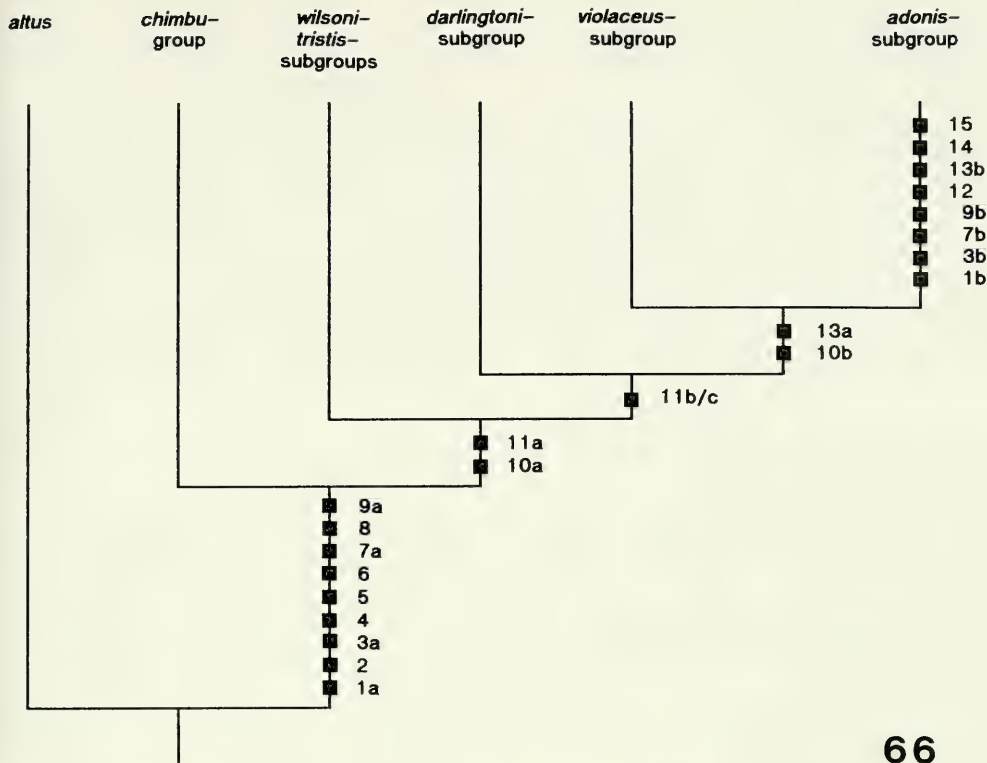 altus
chimbu–
group
wilsoni–
tristis–
subgroups
darlingtoni–
subgroup
violaceus–
subgroup
adonis–
subgroup
15
14
13b
12
9b
7b
3b
1b
13a
10b
11b/c
11a
10a
9a
8
7a
6
5
4
3a
2
1a
66